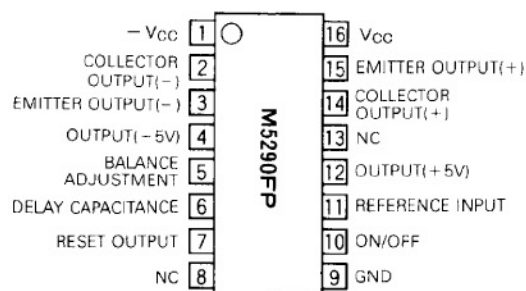 -Vcc 1
COLLECTOR
OUTPUT(-) 2
EMITTER OUTPUT(-) 3
OUTPUT(-5V) 4
BALANCE
ADJUSTMENT 5
DELAY CAPACITANCE 6
RESET OUTPUT 7
NC 8
M5290FP
16 Vcc
15 EMITTER OUTPUT(+)
14 COLLECTOR
OUTPUT(+)
13 NC
12 OUTPUT(+5V)
11 REFERENCE INPUT
10 ON/OFF
9 GND